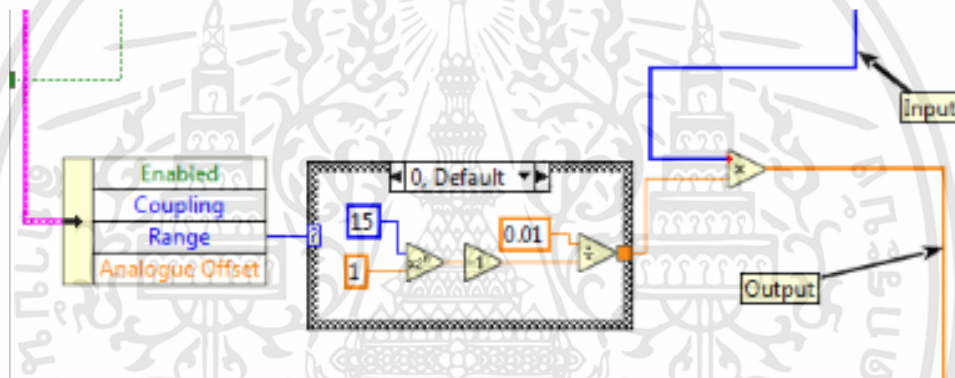 Input
Enabled
0, Default
Coupling
15
Range
0.01
1
Analogue Offset
Output